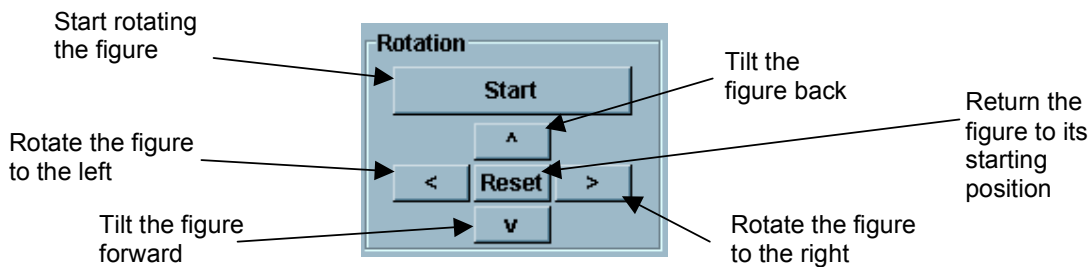 Start rotating
the figure
Rotation
Start
Tilt the
figure back
Return the
figure to its
starting
position
Rotate the figure
to the left
^
< Reset >
v
Tilt the figure
forward
Rotate the figure
to the right